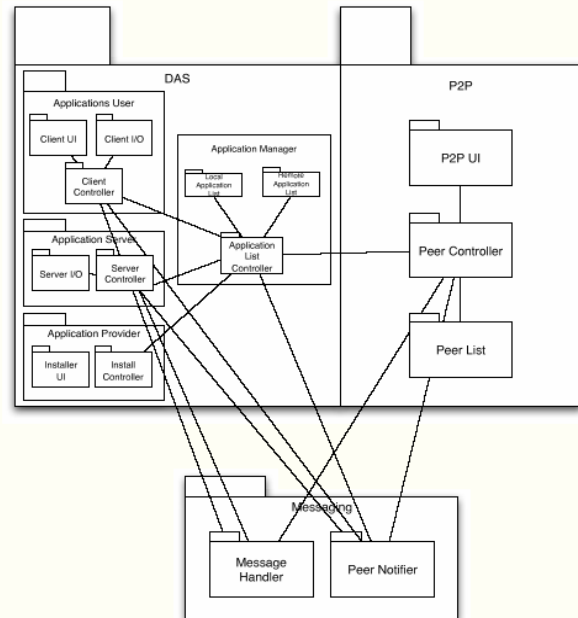 DAS
P2P
Applications User
Client UI
Client I/O
Client
Controller
Application Manager
Local
Application
List
Remote
Application
List
Application
List
Controller
Application Server
Server I/O
Server
Controller
Application Provider
Installer
UI
Install
Controller
P2P UI
Peer Controller
Peer List
Messaging
Message
Handler
Peer Notifier